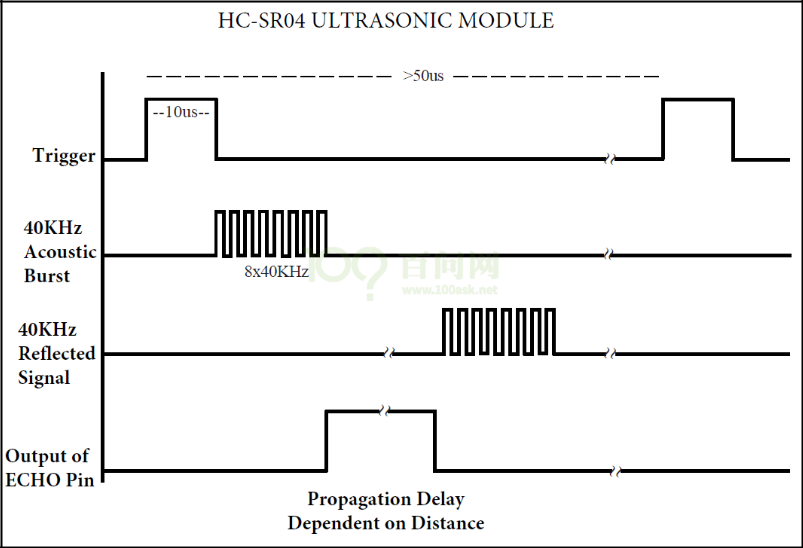 HC-SR04 ULTRASONIC MODULE
>50us
--10us--
Trigger
40KHz
Acoustic
Burst
8x40KHz
100? 百问网
www.100ask.net
40KHz
Reflected
Signal
Output of
ECHO Pin
Propagation Delay
Dependent on Distance